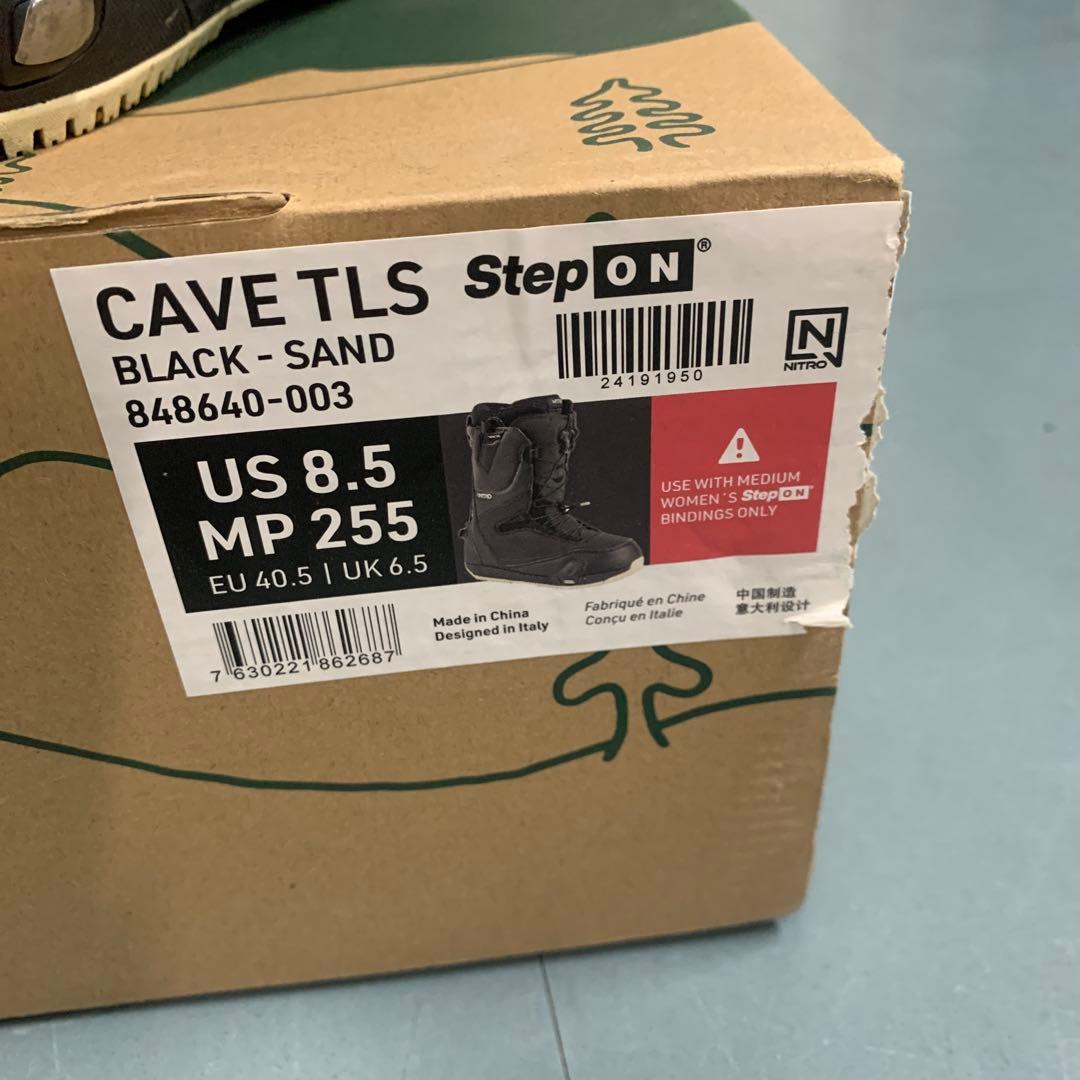 CAVE TLS StepON®
BLACK - SAND
848640-003
24191950
NITRO
US 8.5
MP 255
EU 40.5 | UK 6.5
USE WITH MEDIUM
WOMEN'S StepON®
BINDINGS ONLY
7 630221 862687
Made in China
Designed in Italy
Fabriqué en Chine
Conçu en Italie
中国制造
意大利设计